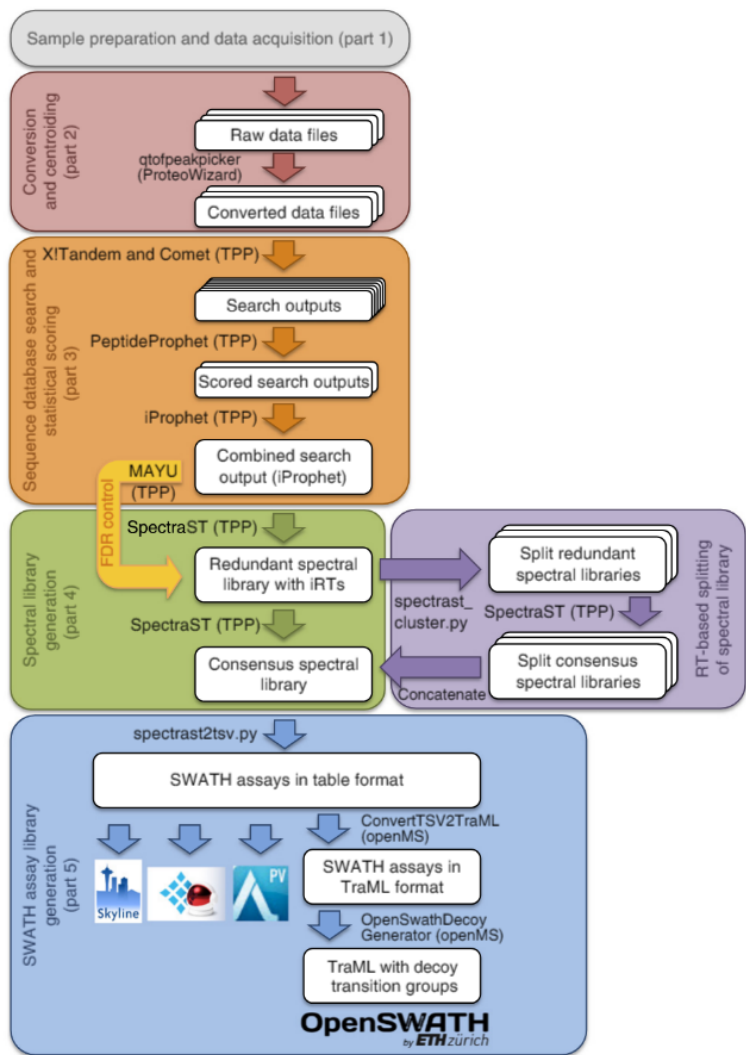 Sample preparation and data acquisition (part 1)
Conversion
and centroiding
(part 2)
Raw data files
qtofpeakpicker
(ProteoWizard)
Converted data files
Sequence database search and
statistical scoring
(part 3)
X!Tandem and Comet (TPP)
Search outputs
PeptideProphet (TPP)
Scored search outputs
iProphet (TPP)
Combined search
output (iProphet)
MAYU
(TPP)
FDR control
Spectral library
generation
(part 4)
SpectraST (TPP)
Redundant spectral
library with iRTs
SpectraST (TPP)
Consensus spectral
library
spectrast_
cluster.py
Split redundant
spectral libraries
SpectraST (TPP)
Split consensus
spectral libraries
Concatenate
RT-based splitting
of spectral library
SWATH assay library
generation
(part 5)
spectrast2tsv.py
SWATH assays in table format
ConvertTSV2TraML
(openMS)
Skyline
PV
SWATH assays in
TraML format
OpenSwathDecoy
Generator (openMS)
TraML with decoy
transition groups
OpenSWATH
by ETHzürich